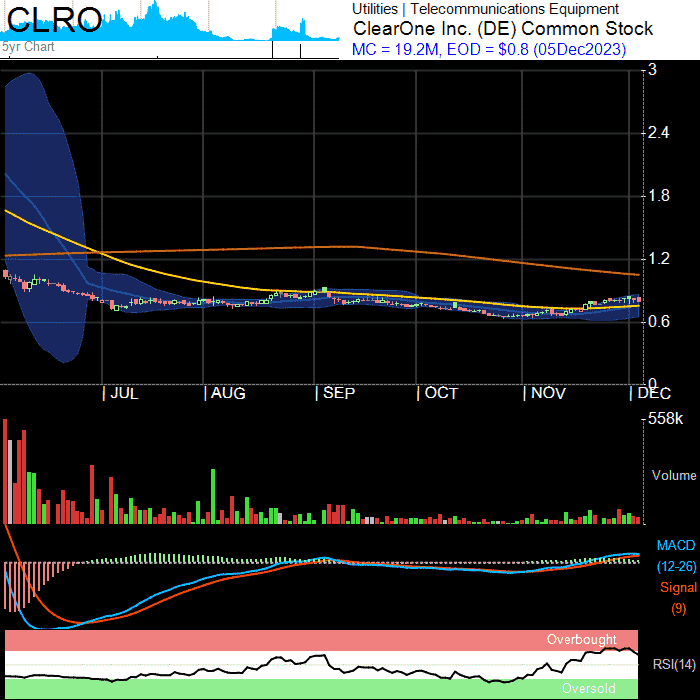 CLRO
5yr Chart
Utilities | Telecommunications Equipment
ClearOne Inc. (DE) Common Stock
MC = 19.2M, EOD = $0.8 (05Dec2023)
3
2.4
1.8
1.2
0.6
0
| JUL | AUG | SEP | OCT | NOV | DEC
558k
Volume
MACD
(12-26)
Signal
(9)
Overbought
RSI(14)
Oversold